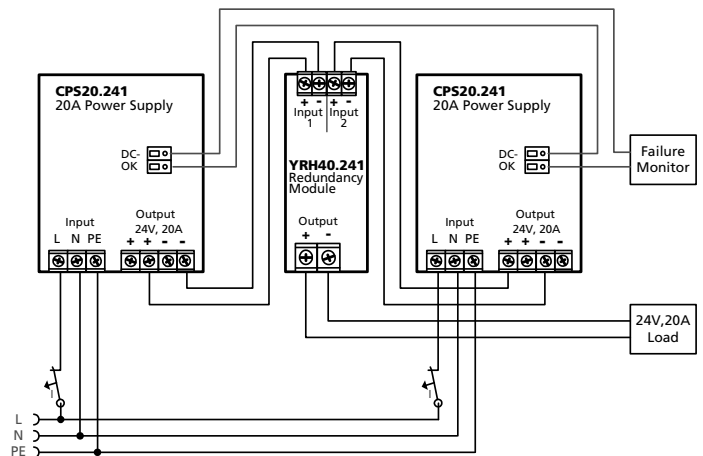 CPS20.241
20A Power Supply
DC-
OK
Input
L N PE
Output
24V, 20A
+ + - -
+ - + -
Input
1
Input
2
YRH40.241
Redundancy
Module
Output
+ -
CPS20.241
20A Power Supply
DC-
OK
Input
L N PE
Output
24V, 20A
+ + - -
Failure
Monitor
24V,20A
Load
I
I
L
N
PE